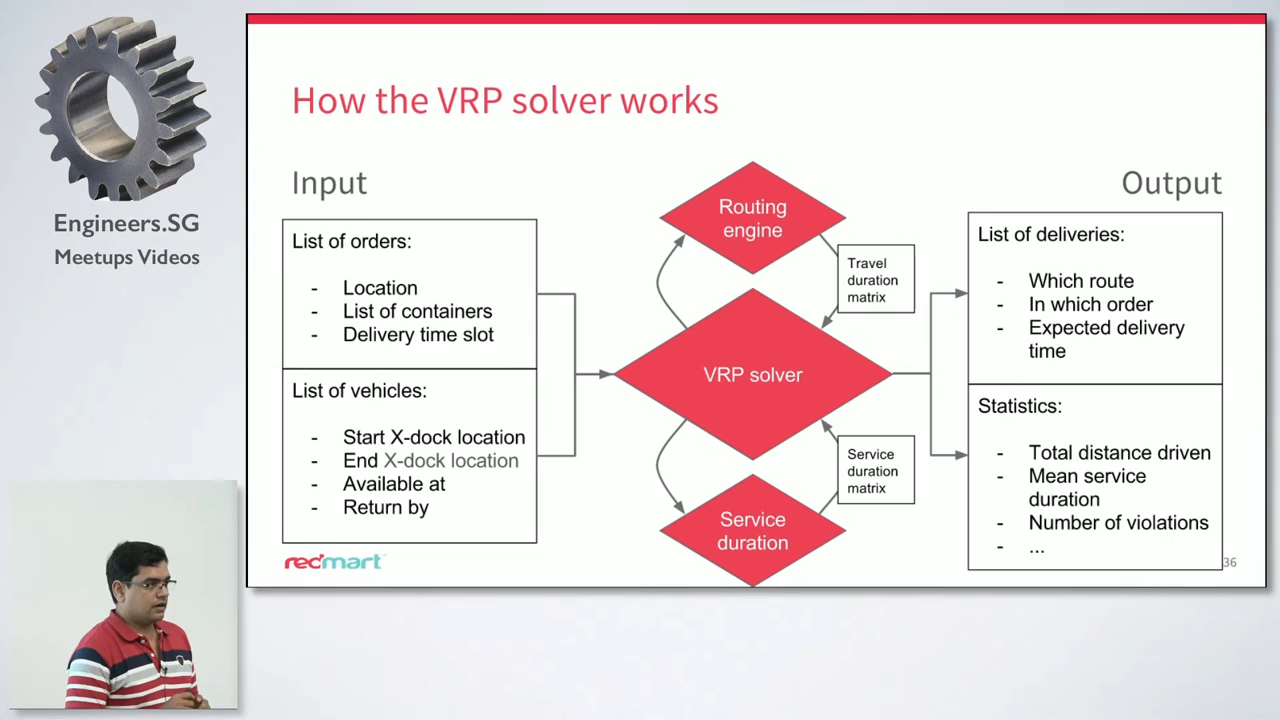 Engineers.SG
Meetups Videos
How the VRP solver works
Input
Output
List of orders:
- Location
- List of containers
- Delivery time slot
List of vehicles:
- Start X-dock location
- End X-dock location
- Available at
- Return by
Routing
engine
Travel
duration
matrix
VRP solver
Service
duration
matrix
Service
duration
List of deliveries:
- Which route
- In which order
- Expected delivery
time
Statistics:
- Total distance driven
- Mean service
duration
- Number of violations
- ...
redmart
36